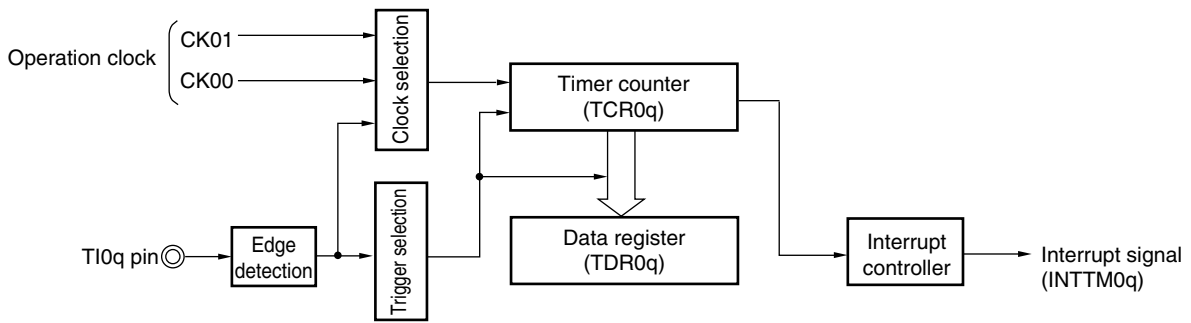 Operation clock
CK01
CK00
Clock selection
Timer counter
(TCR0q)
Trigger selection
TI0q pin
Edge
detection
Data register
(TDR0q)
Interrupt
controller
Interrupt signal
(INTTM0q)